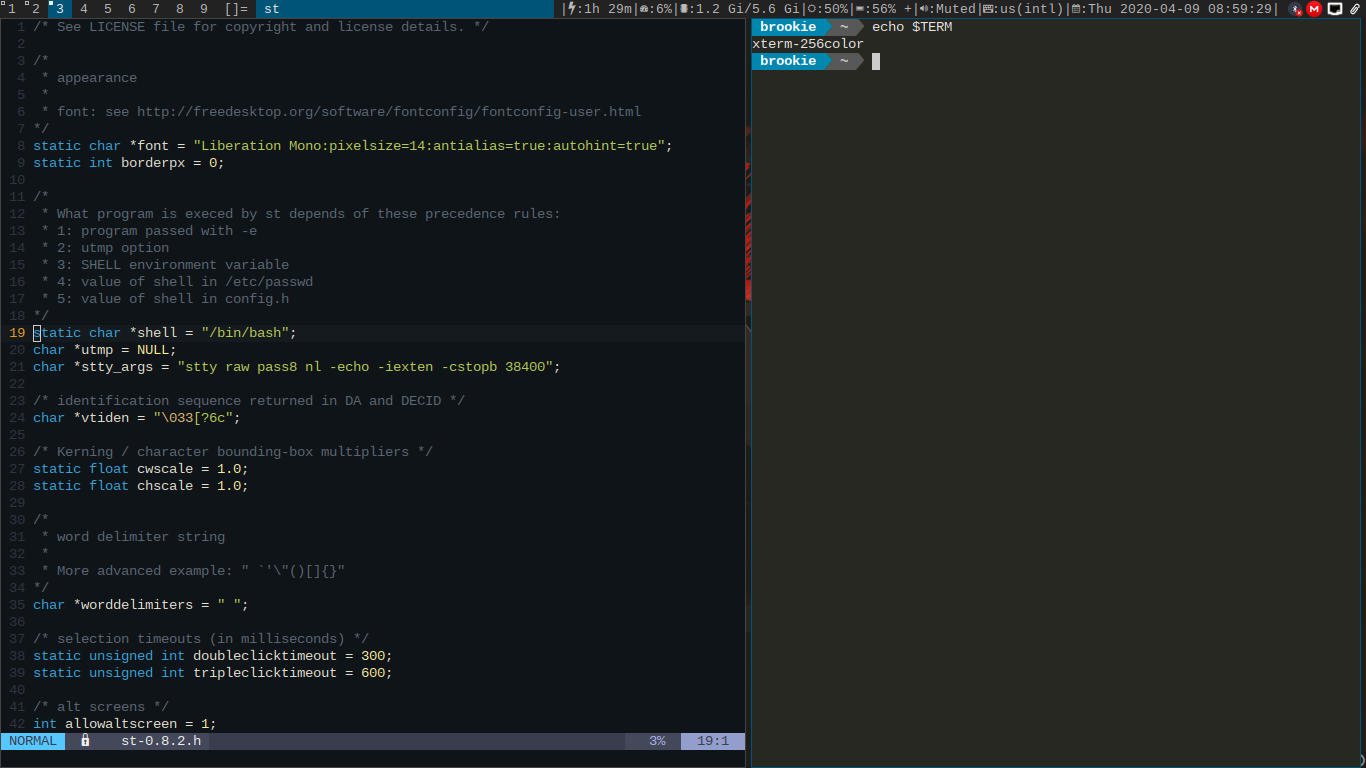 1 2 3 4 5 6 7 8 9 []= st |:1h 29m|:6%|:1.2 Gi/5.6 Gi|:50%|:56% +|:Muted|:us(intl)|:Thu 2020-04-09 08:59:29|
1 /* See LICENSE file for copyright and license details. */
2
3 /*
4  * appearance
5  *
6  * font: see http://freedesktop.org/software/fontconfig/fontconfig-user.html
7 */
8 static char *font = "Liberation Mono:pixelsize=14:antialias=true:autohint=true";
9 static int borderpx = 0;
10
11 /*
12  * What program is execed by st depends of these precedence rules:
13  * 1: program passed with -e
14  * 2: utmp option
15  * 3: SHELL environment variable
16  * 4: value of shell in /etc/passwd
17  * 5: value of shell in config.h
18 */
19 static char *shell = "/bin/bash";
20 char *utmp = NULL;
21 char *stty_args = "stty raw pass8 nl -echo -iexten -cstopb 38400";
22
23 /* identification sequence returned in DA and DECID */
24 char *vtiden = "\033[?6c";
25
26 /* Kerning / character bounding-box multipliers */
27 static float cwscale = 1.0;
28 static float chscale = 1.0;
29
30 /*
31  * word delimiter string
32  *
33  * More advanced example: " `'\"()[]{}"
34 */
35 char *worddelimiters = " ";
36
37 /* selection timeouts (in milliseconds) */
38 static unsigned int doubleclicktimeout = 300;
39 static unsigned int tripleclicktimeout = 600;
40
41 /* alt screens */
42 int allowaltscreen = 1;
NORMAL st-0.8.2.h 3% 19:1
brookie ~ echo $TERM
xterm-256color
brookie ~